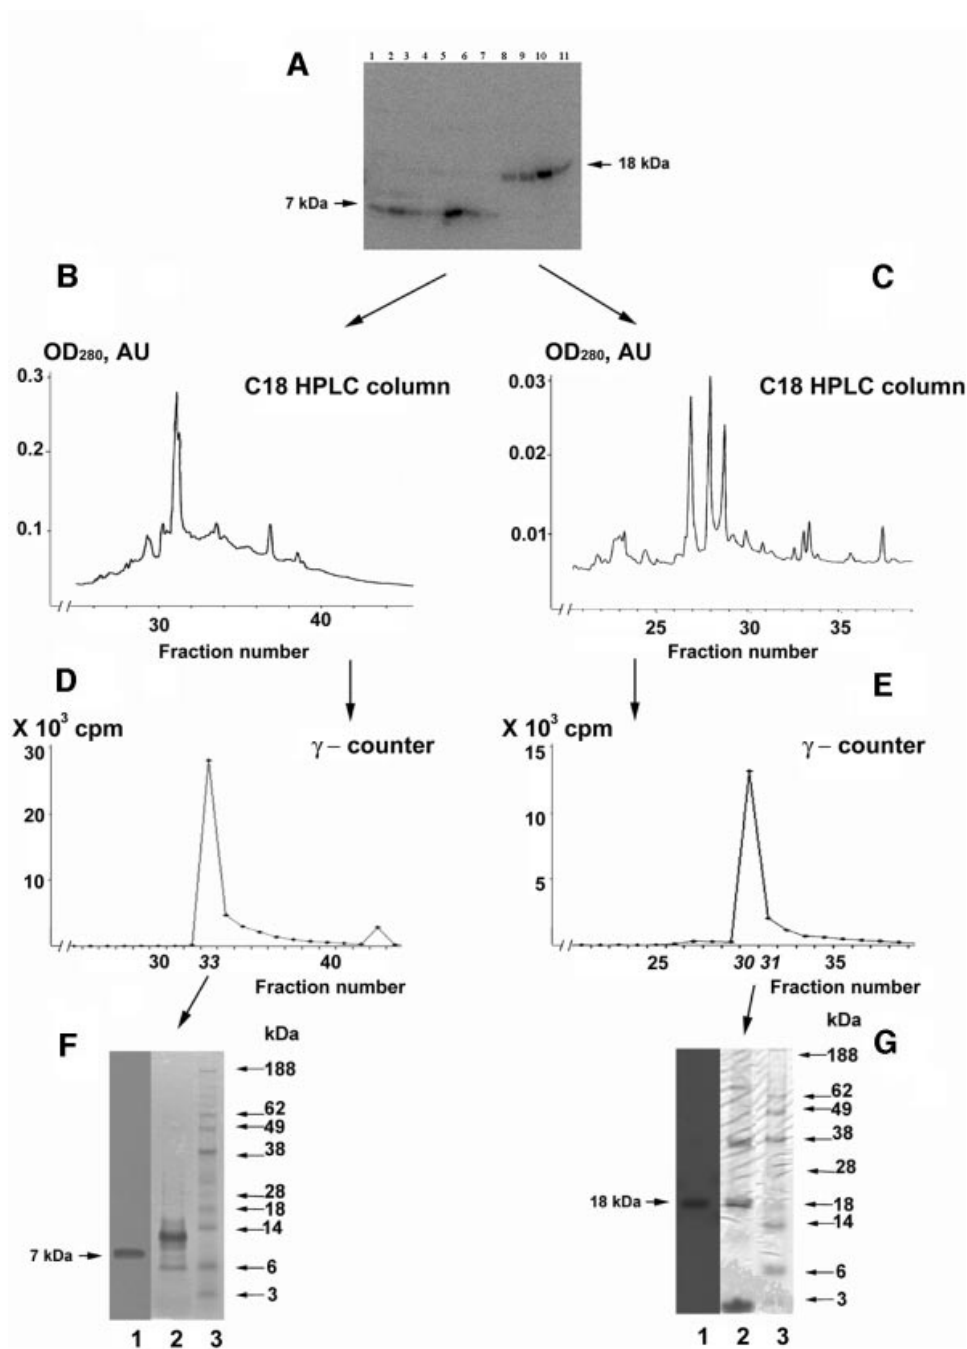 A
1 2 3 4 5 6 7 8 9 10 11
18 kDa
7 kDa
B
C
OD280, AU
C18 HPLC column
0.3
0.2
0.1
30 40
Fraction number
OD280, AU
C18 HPLC column
0.03
0.02
0.01
25 30 35
Fraction number
D
X 10³ cpm
γ – counter
30
20
10
30 33 40
Fraction number
E
X 10³ cpm
γ – counter
15
10
5
25 30 31 35
Fraction number
F
kDa
188
62
49
38
28
18
14
6
3
7 kDa
1 2 3
G
kDa
188
62
49
38
28
18
14
6
3
18 kDa
1 2 3